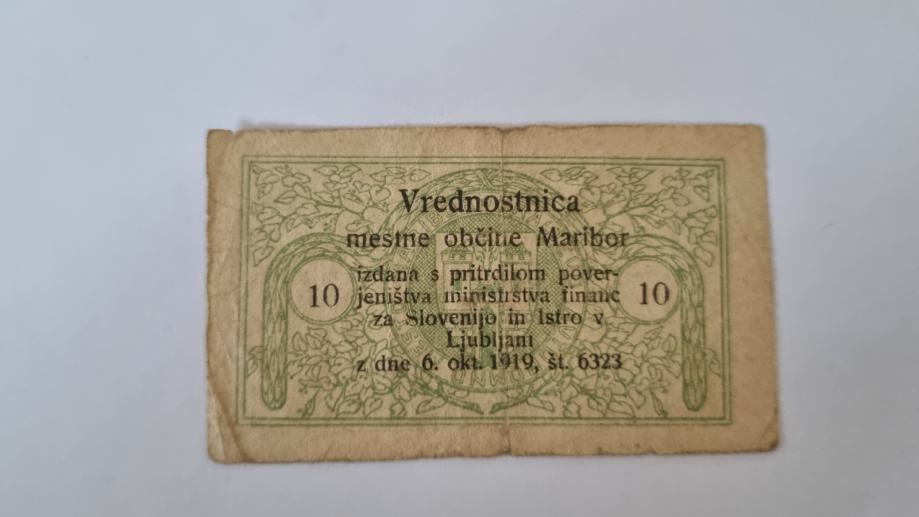 Vrednostnica
mestne občine Maribor
izdana s pritrdilom pover-
10 jeništva ministrstva financ 10
za Slovenijo in Istro v
Ljubljani
z dne 6. okt. 1919, št. 6323